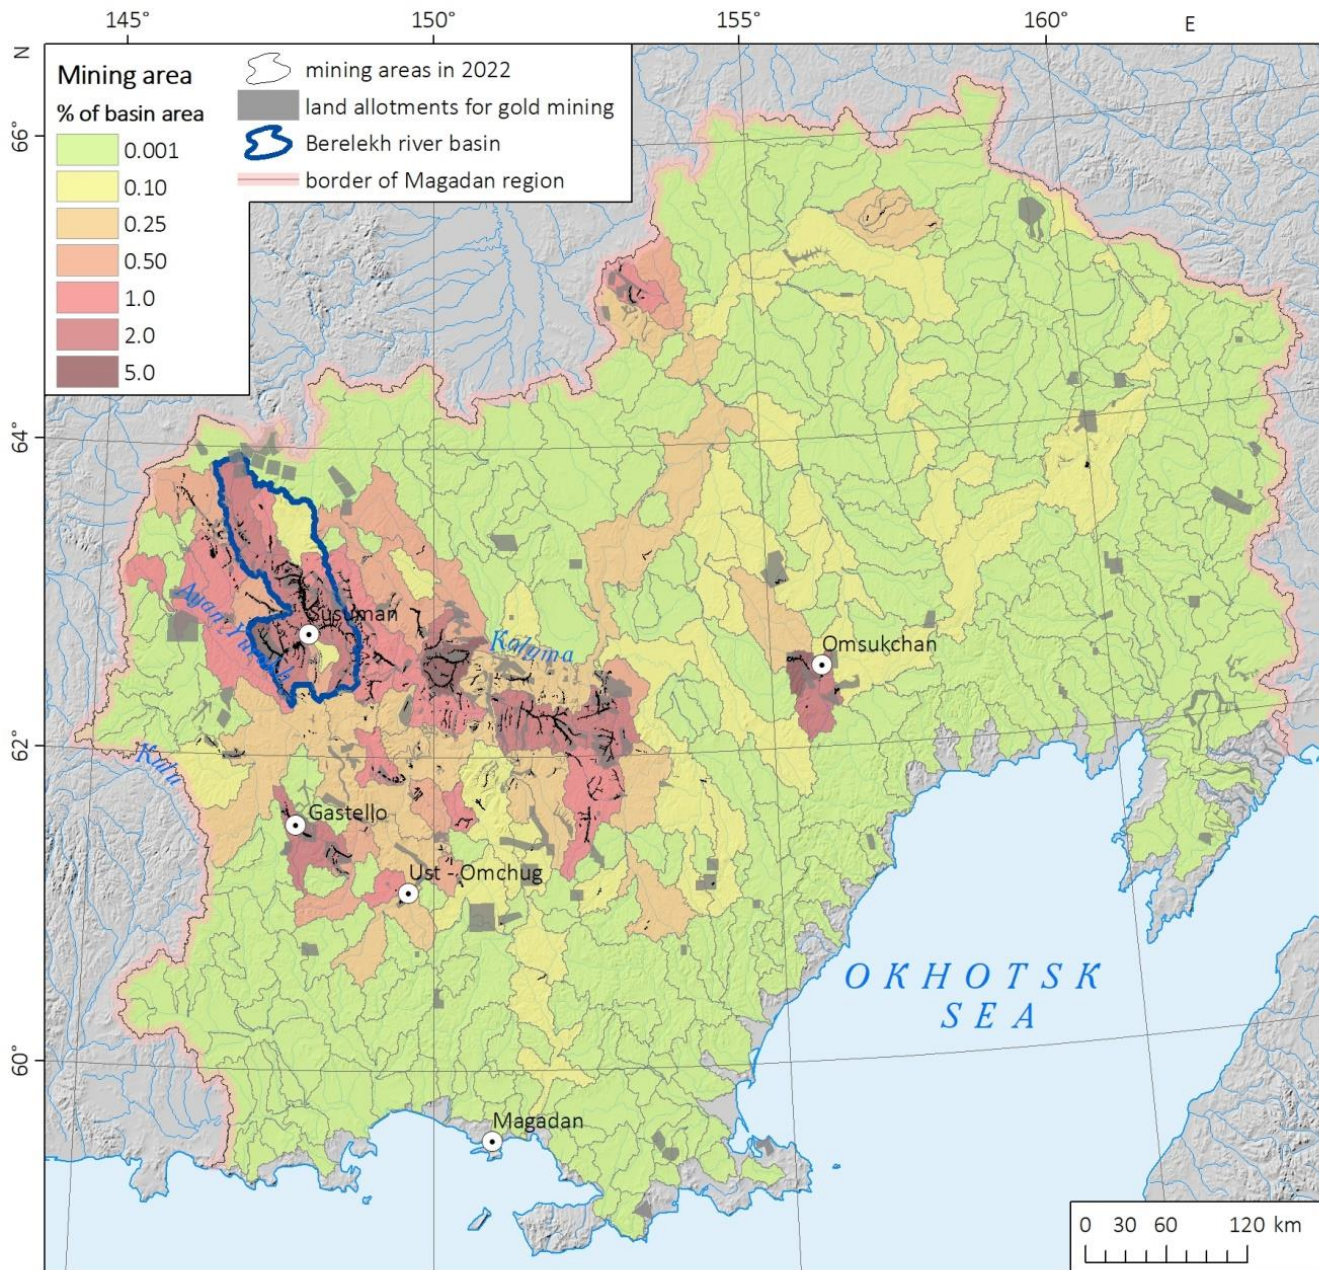 145°
150°
155°
160°
E
N
66°
64°
62°
60°
Mining area
% of basin area
0.001
0.10
0.25
0.50
1.0
2.0
5.0
mining areas in 2022
land allotments for gold mining
Berelekh river basin
border of Magadan region
Susuman
Kolyma
Omsukchan
Gastello
Ust - Omchug
OKHOTSK
SEA
Magadan
0 30 60 120 km